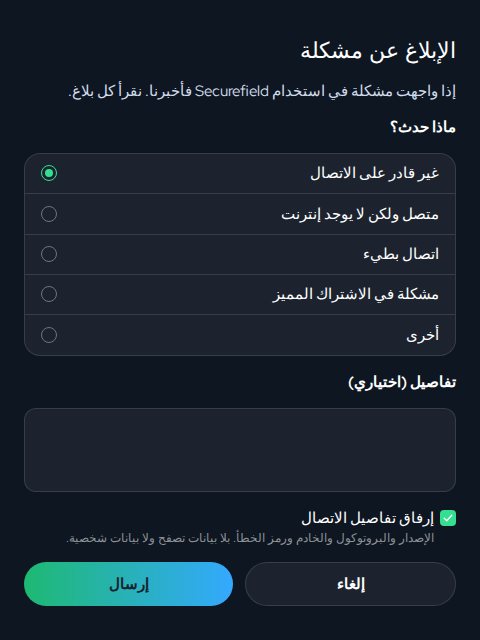 الإبلاغ عن مشكلة
إذا واجهت مشكلة في استخدام Securefield فأخبرنا. نقرأ كل بلاغ.
ماذا حدث؟
غير قادر على الاتصال
متصل ولكن لا يوجد إنترنت
اتصال بطيء
مشكلة في الاشتراك المميز
أخرى
تفاصيل (اختياري)
إرفاق تفاصيل الاتصال
الإصدار والبروتوكول والخادم ورمز الخطأ. بلا بيانات تصفح ولا بيانات شخصية.
إلغاء
إرسال